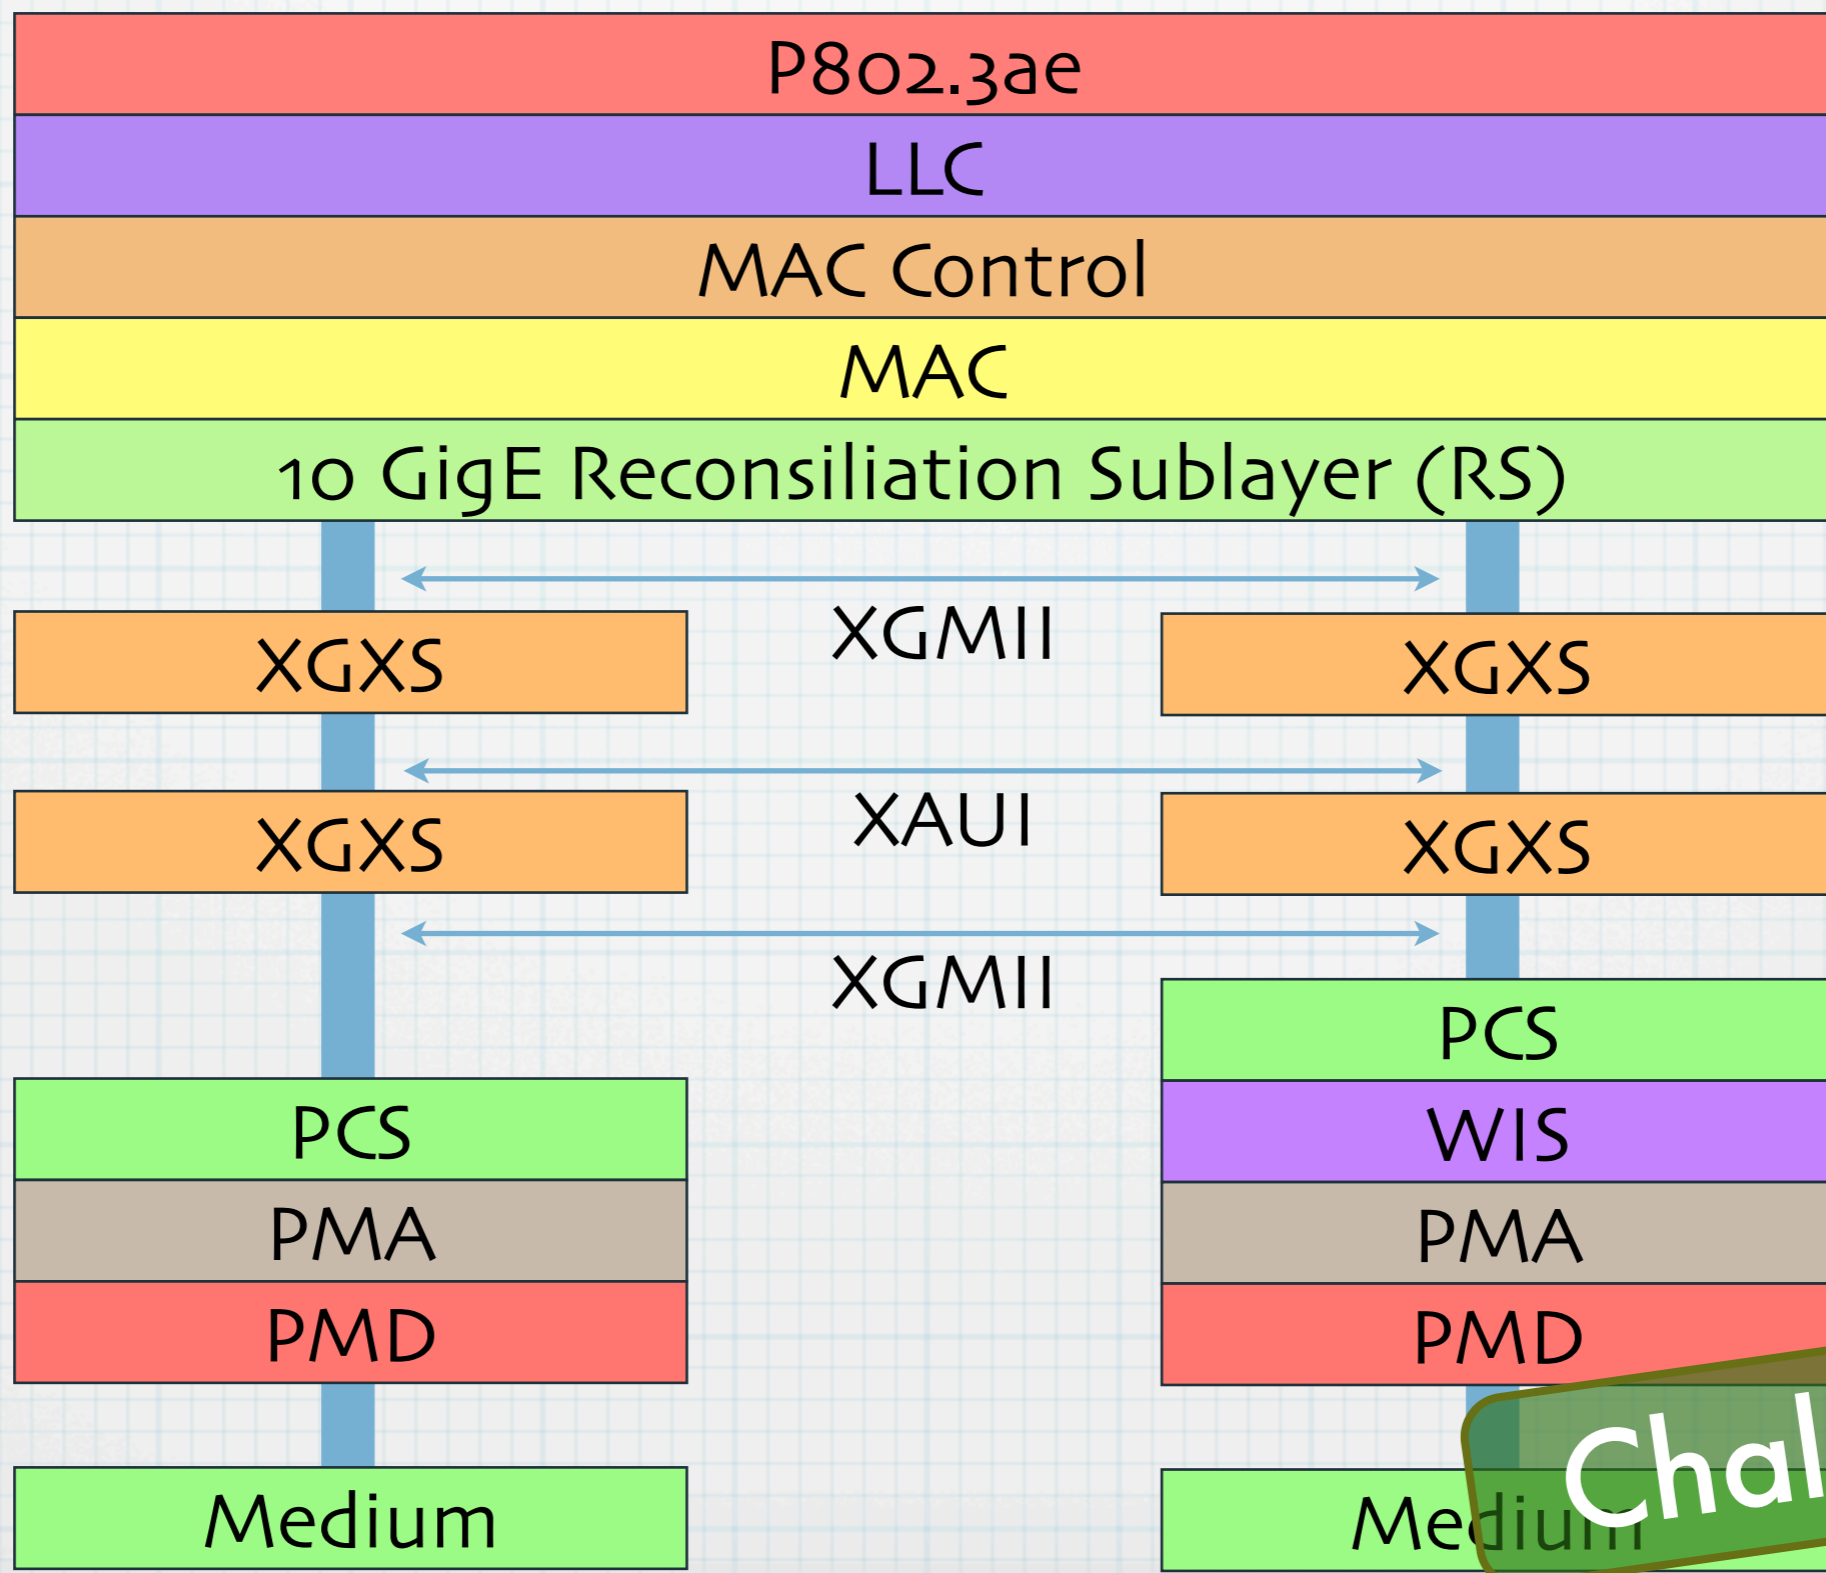 P802.3ae
LLC
MAC Control
MAC
10 GigE Reconsiliation Sublayer (RS)
XGMII
XGXS
XGXS
XAUI
XGXS
XGXS
XGMII
PCS
PCS
WIS
PMA
PMA
PMD
PMD
Chal
Medium
Medium